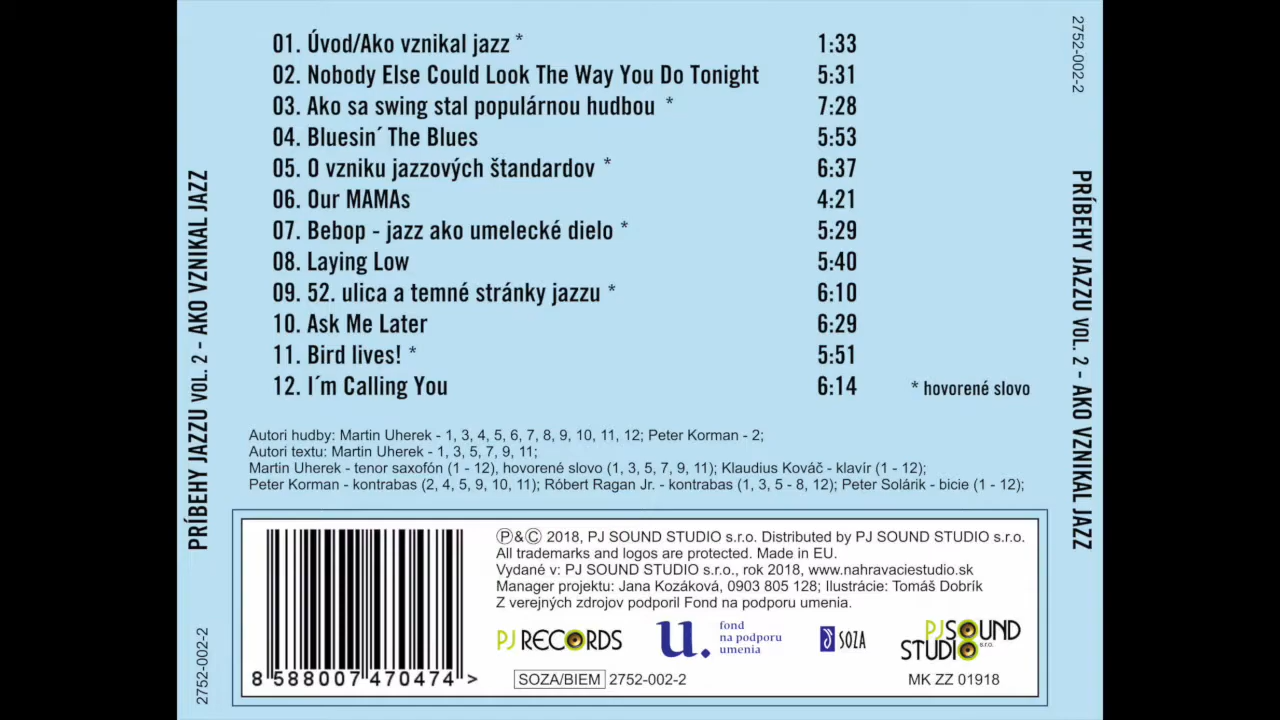 01. Úvod/Ako vznikal jazz * 1:33
02. Nobody Else Could Look The Way You Do Tonight 5:31
03. Ako sa swing stal populárnou hudbou * 7:28
04. Bluesin´ The Blues 5:53
05. O vzniku jazzových štandardov * 6:37
06. Our MAMAs 4:21
07. Bebop - jazz ako umelecké dielo * 5:29
08. Laying Low 5:40
09. 52. ulica a temné stránky jazzu * 6:10
10. Ask Me Later 6:29
11. Bird lives! * 5:51
12. I´m Calling You 6:14
* hovorené slovo
Autori hudby: Martin Uherek - 1, 3, 4, 5, 6, 7, 8, 9, 10, 11, 12; Peter Korman - 2;
Autori textu: Martin Uherek - 1, 3, 5, 7, 9, 11;
Martin Uherek - tenor saxofón (1 - 12), hovorené slovo (1, 3, 5, 7, 9, 11); Klaudius Kováč - klavír (1 - 12);
Peter Korman - kontrabas (2, 4, 5, 9, 10, 11); Róbert Ragan Jr. - kontrabas (1, 3, 5 - 8, 12); Peter Solárik - bicie (1 - 12);
Ⓟ&Ⓒ 2018, PJ SOUND STUDIO s.r.o. Distributed by PJ SOUND STUDIO s.r.o.
All trademarks and logos are protected. Made in EU.
Vydané v: PJ SOUND STUDIO s.r.o., rok 2018, www.nahravaciestudio.sk
Manager projektu: Jana Kozáková, 0903 805 128; Ilustrácie: Tomáš Dobrík
Z verejných zdrojov podporil Fond na podporu umenia.
PJ RECORDS
u.
fond
na podporu
umenia
SOZA
PJ SOUND
STUDIO
s.r.o.
8 588007 470474 >
SOZA/BIEM 2752-002-2
MK ZZ 01918
PRÍBEHY JAZZU VOL. 2 - AKO VZNIKAL JAZZ
2752-002-2
2752-002-2
PRÍBEHY JAZZU VOL. 2 - AKO VZNIKAL JAZZ